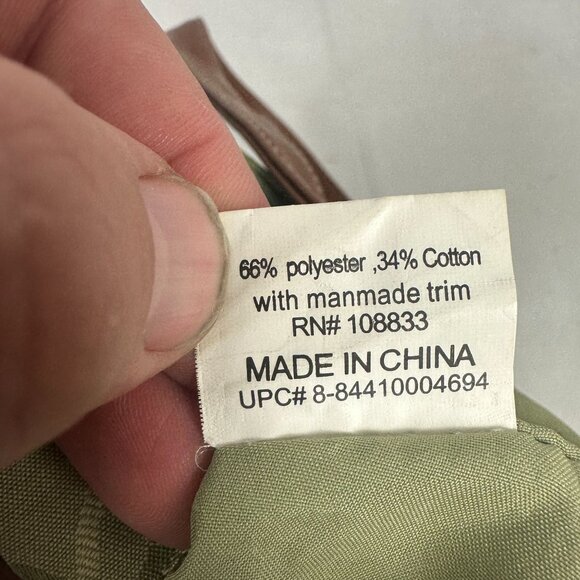 66% polyester ,34% Cotton
with manmade trim
RN# 108833
MADE IN CHINA
UPC# 8-84410004694